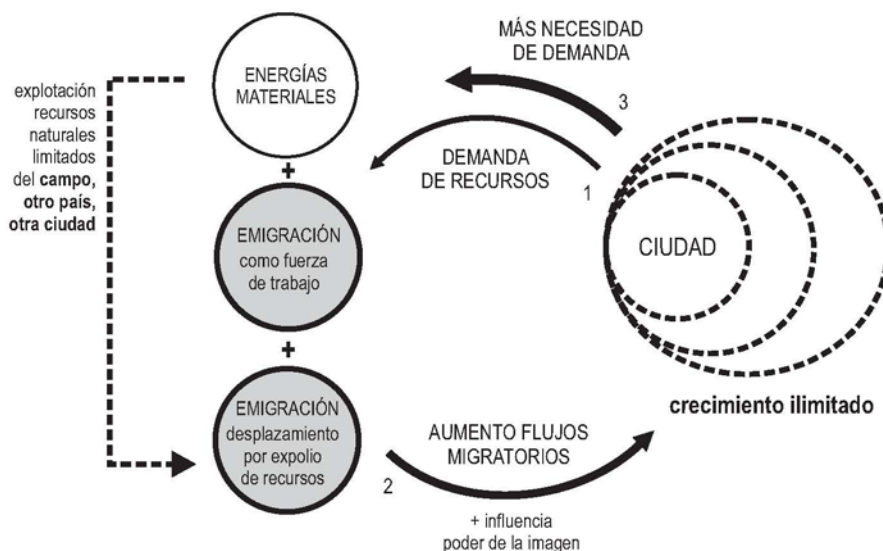 MÁS NECESIDAD
DE DEMANDA
3
ENERGÍAS
MATERIALES
explotación
recursos
naturales
limitados
del campo,
otro país,
otra ciudad
DEMANDA
DE RECURSOS
1
+
EMIGRACIÓN
como fuerza
de trabajo
CIUDAD
+
EMIGRACIÓN
desplazamiento
por expolio
de recursos
crecimiento ilimitado
AUMENTO FLUJOS
MIGRATORIOS
2
+ influencia
poder de la imagen